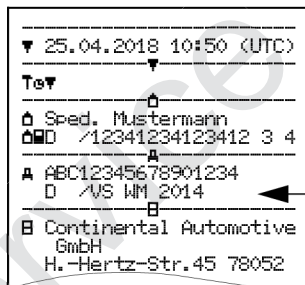 ▼ 25.04.2018 10:50 (UTC)
T⊙▼
Sped. Mustermann
D /12341234123412 3 4
ABC12345678901234
D /VS WM 2014
Continental Automotive
GmbH
H.-Hertz-Str.45 78052